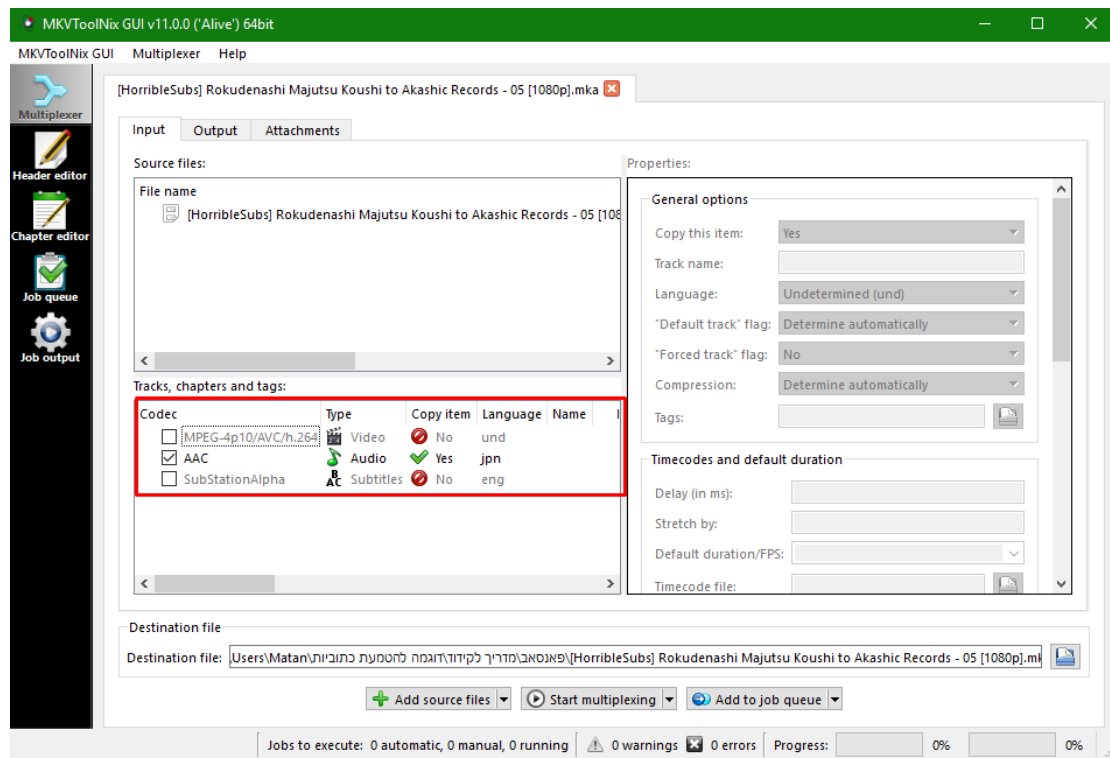 MKVToolNix GUI v11.0.0 ('Alive') 64bit
MKVToolNix GUI Multiplexer Help
[HorribleSubs] Rokudenashi Majutsu Koushi to Akashic Records - 05 [1080p].mka
Multiplexer
Header editor
Chapter editor
Job queue
Job output
Input Output Attachments
Source files:
File name
[HorribleSubs] Rokudenashi Majutsu Koushi to Akashic Records - 05 [108
Tracks, chapters and tags:
Codec Type Copy item Language Name
MPEG-4p10/AVC/h.264 Video No und
AAC Audio Yes jpn
SubStationAlpha Subtitles No eng
Properties:
General options
Copy this item: Yes
Track name:
Language: Undetermined (und)
"Default track" flag: Determine automatically
"Forced track" flag: No
Compression: Determine automatically
Tags:
Timecodes and default duration
Delay (in ms):
Stretch by:
Default duration/FPS:
Timecode file:
Destination file
Destination file: Users\Matan\פאנסאב\מדריך לקידוד\דוגמה להטמעת כתוביות\[HorribleSubs] Rokudenashi Majutsu Koushi to Akashic Records - 05 [1080p].mk
Add source files Start multiplexing Add to job queue
Jobs to execute: 0 automatic, 0 manual, 0 running 0 warnings 0 errors Progress: 0% 0%